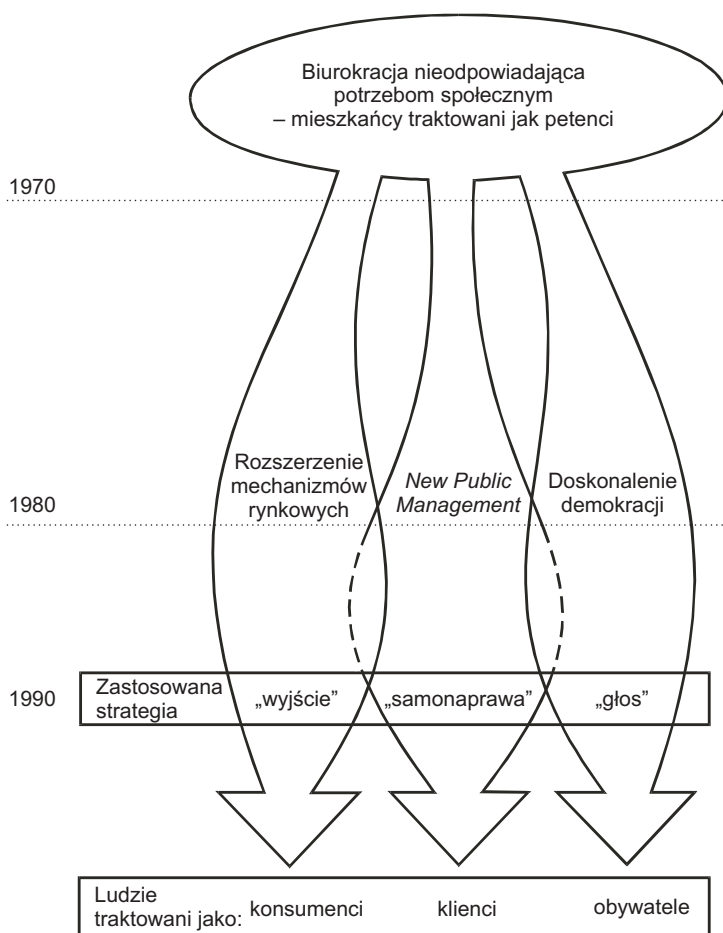 Biurokracja nieodpowiadająca
potrzebom społecznym
– mieszkańcy traktowani jak petenci
1970
Rozszerzenie
mechanizmów
rynkowych
New Public
Management
Doskonalenie
demokracji
1980
1990
Zastosowana
strategia
„wyjście”
„samonaprawa”
„głos”
Ludzie
traktowani jako:
konsumenci
klienci
obywatele